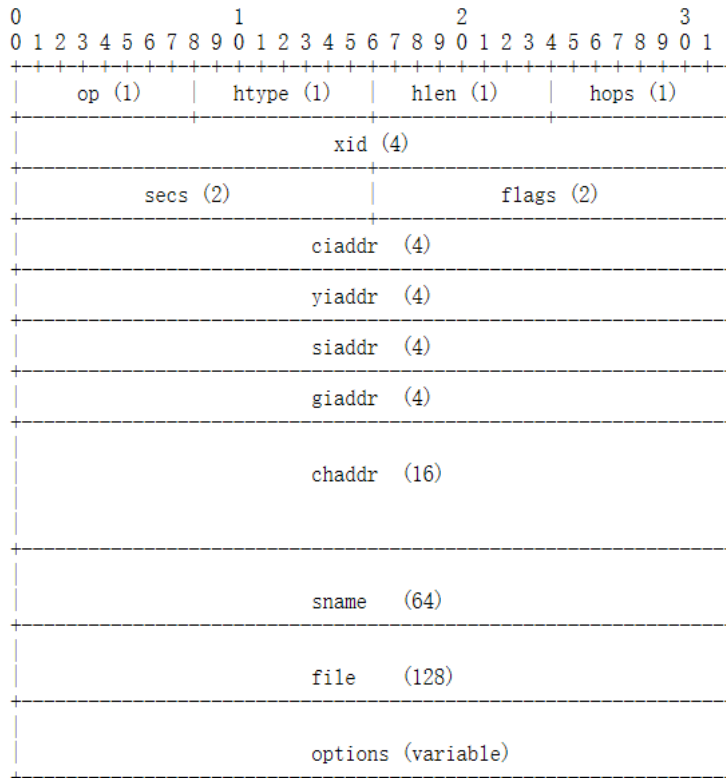 0 1 2 3
0 1 2 3 4 5 6 7 8 9 0 1 2 3 4 5 6 7 8 9 0 1 2 3 4 5 6 7 8 9 0 1
op (1) | htype (1) | hlen (1) | hops (1)
xid (4)
secs (2) | flags (2)
ciaddr (4)
yiaddr (4)
siaddr (4)
giaddr (4)
chaddr (16)
sname (64)
file (128)
options (variable)